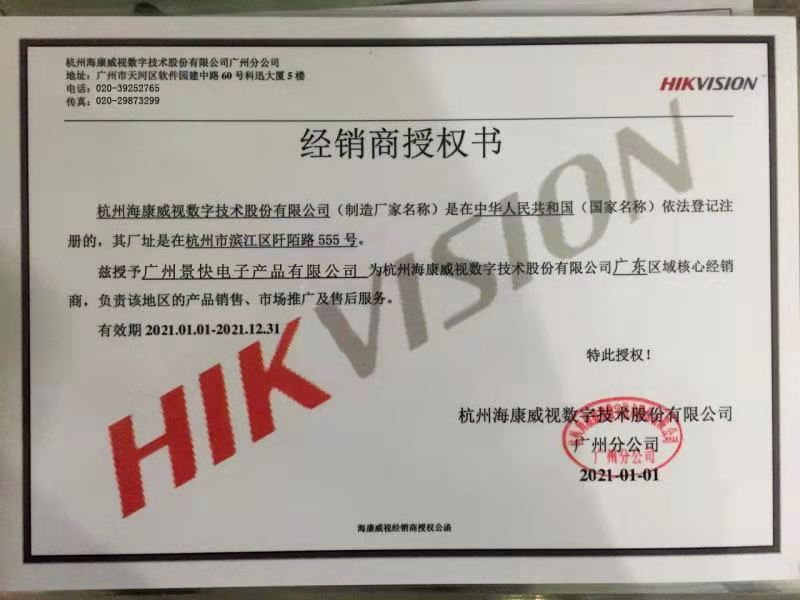 杭州海康威视数字技术股份有限公司广州分公司
地址：广州市天河区软件园建中路60号科迅大厦5楼
电话：020-39252765
传真：020-29873299
HIKVISION
经销商授权书
杭州海康威视数字技术股份有限公司（制造厂家名称）是在中华人民共和国（国家名称）依法登记注
册的，其厂址是在杭州市滨江区阡陌路555号。
兹授予广州景快电子产品有限公司 为杭州海康威视数字技术股份有限公司广东区域核心经销
商，负责该地区的产品销售、市场推广及售后服务。
有效期 2021.01.01-2021.12.31
HIKVISION
特此授权！
杭州海康威视数字技术股份有限公司
广州分公司
广州分公司
2021-01-01
海康威视经销商授权公函